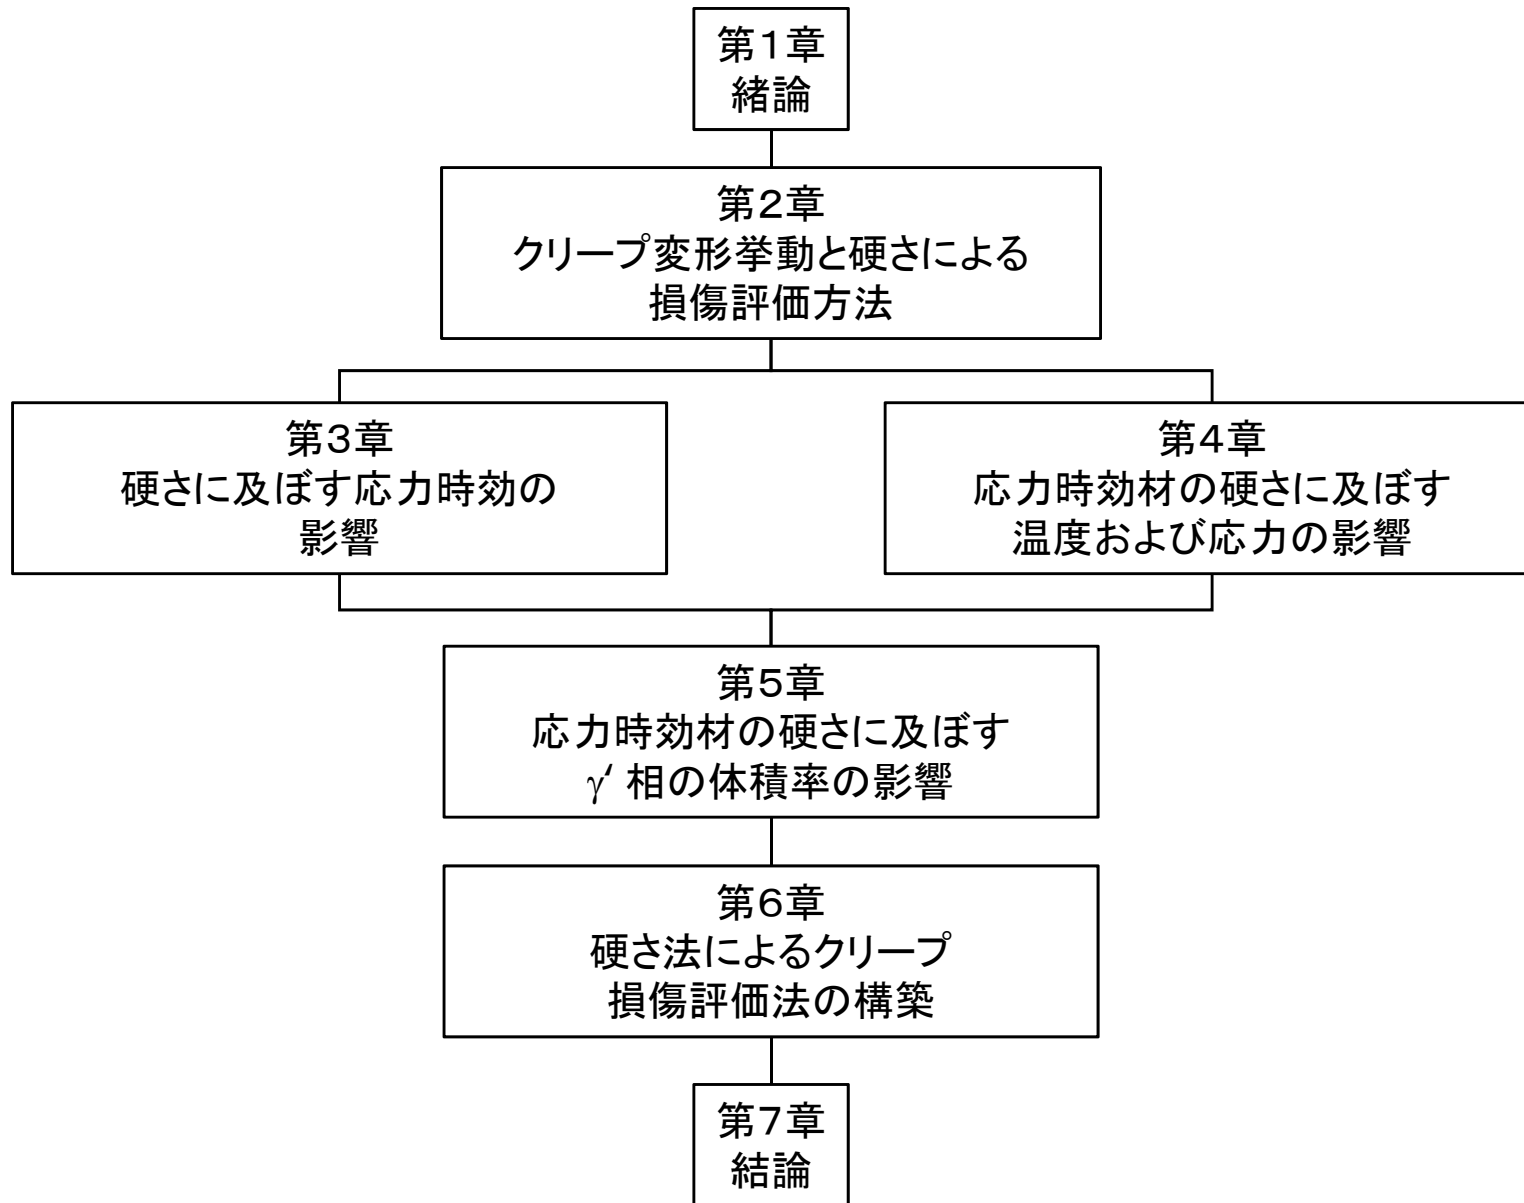 第1章
緒論
第2章
クリープ変形挙動と硬さによる
損傷評価方法
第3章
硬さに及ぼす応力時効の
影響
第4章
応力時効材の硬さに及ぼす
温度および応力の影響
第5章
応力時効材の硬さに及ぼす
γ′ 相の体積率の影響
第6章
硬さ法によるクリープ
損傷評価法の構築
第7章
結論